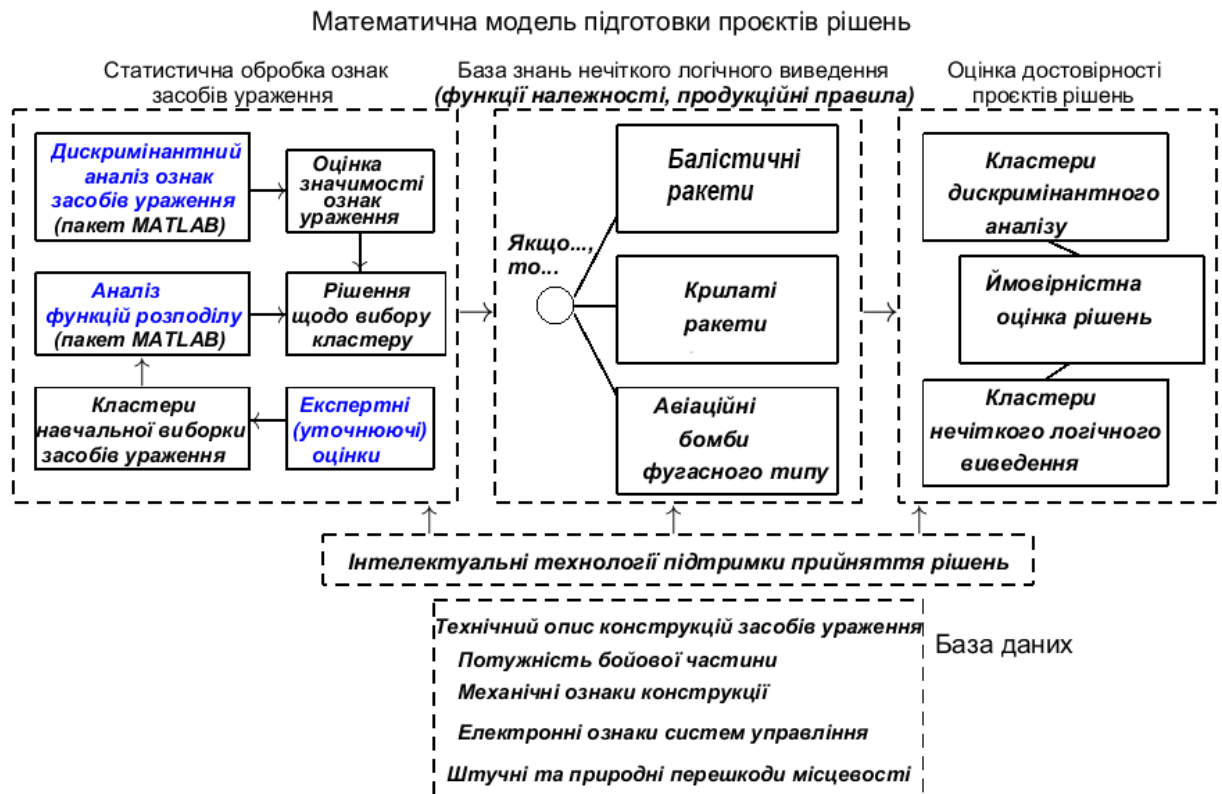 Математична модель підготовки проєктів рішень
Статистична обробка ознак
засобів ураження
Дискримінантний
аналіз ознак
засобів ураження
(пакет MATLAB)
Оцінка
значимості
ознак
ураження
Аналіз
функцій розподілу
(пакет MATLAB)
Рішення
щодо вибору
кластеру
Кластери
навчальної виборки
засобів ураження
Експертні
(уточнюючі)
оцінки
База знань нечіткого логічного виведення
(функції належності, продукційні правила)
Якщо...,
то...
Балістичні
ракети
Крилаті
ракети
Авіаційні
бомби
фугасного типу
Оцінка достовірності
проєктів рішень
Кластери
дискримінантного
аналізу
Ймовірністна
оцінка рішень
Кластери
нечіткого логічного
виведення
Інтелектуальні технології підтримки прийняття рішень
Технічний опис конструкцій засобів ураження
Потужність бойової частини
Механічні ознаки конструкції
Електронні ознаки систем управління
Штучні та природні перешкоди місцевості
База даних